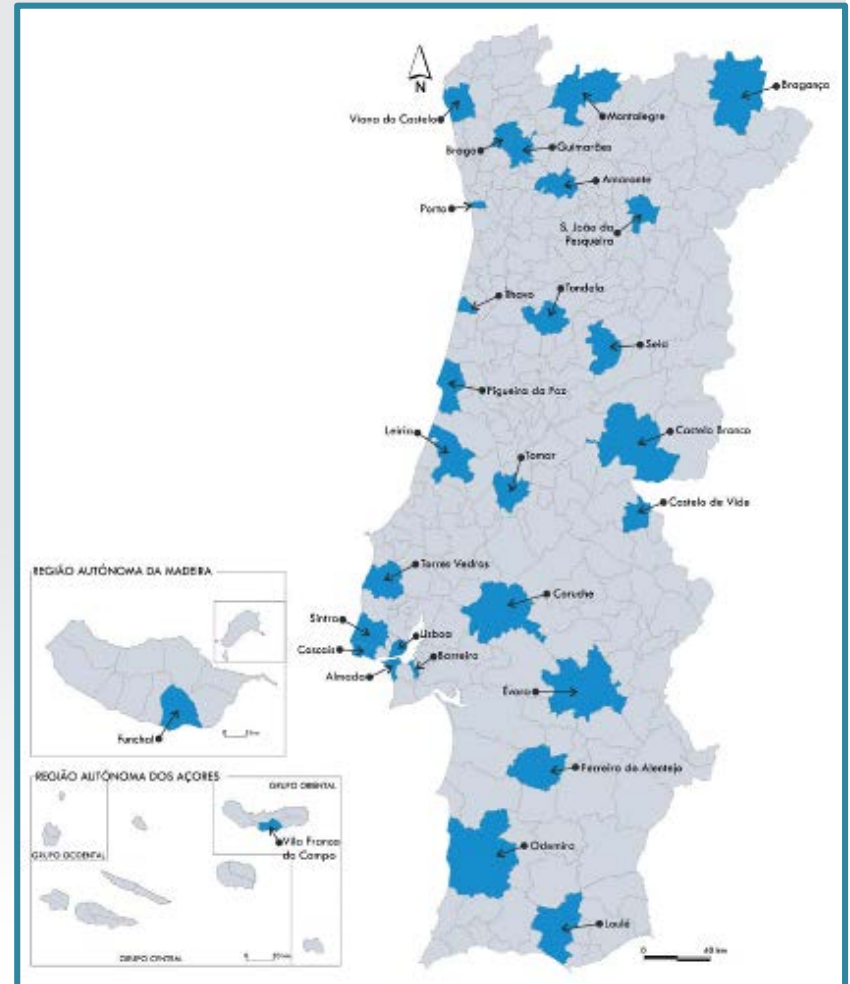 N
Bragança
Viana do Castelo
Montalegre
Braga
Guimarães
Amarante
Porto
S. João da
Pesqueira
Ílhavo
Tondela
Seia
Figueira da Foz
Leiria
Castelo Branco
Tomar
Castelo de Vide
REGIÃO AUTÓNOMA DA MADEIRA
Torres Vedras
Coruche
Sintra
Lisboa
Cascais
Barreiro
Almada
Évora
Funchal
REGIÃO AUTÓNOMA DOS AÇORES
GRUPO ORIENTAL
Ferreira do Alentejo
Vila Franca
do Campo
GRUPO OCIDENTAL
Odemira
Loulé
0 40 km
GRUPO CENTRAL